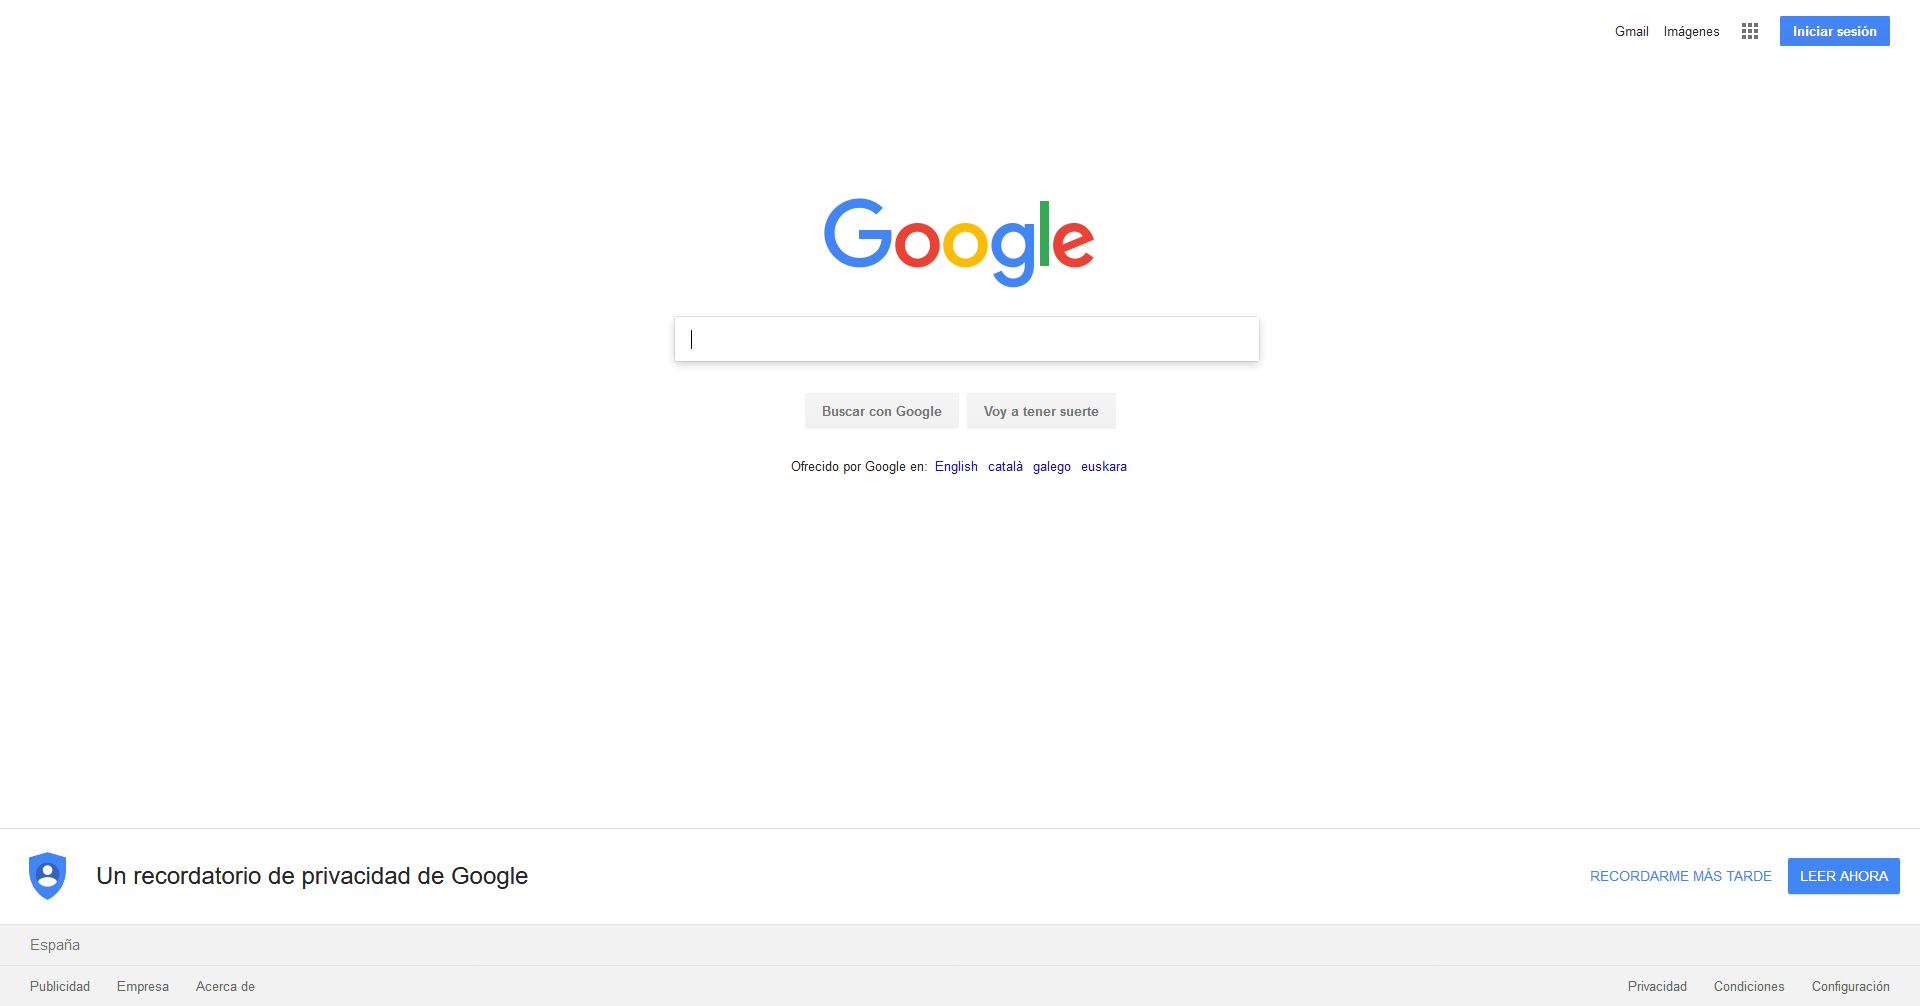 Gmail Imágenes Iniciar sesión
Google
Buscar con Google Voy a tener suerte
Ofrecido por Google en: English català galego euskara
Un recordatorio de privacidad de Google RECORDARME MÁS TARDE LEER AHORA
España
Publicidad Empresa Acerca de Privacidad Condiciones Configuración